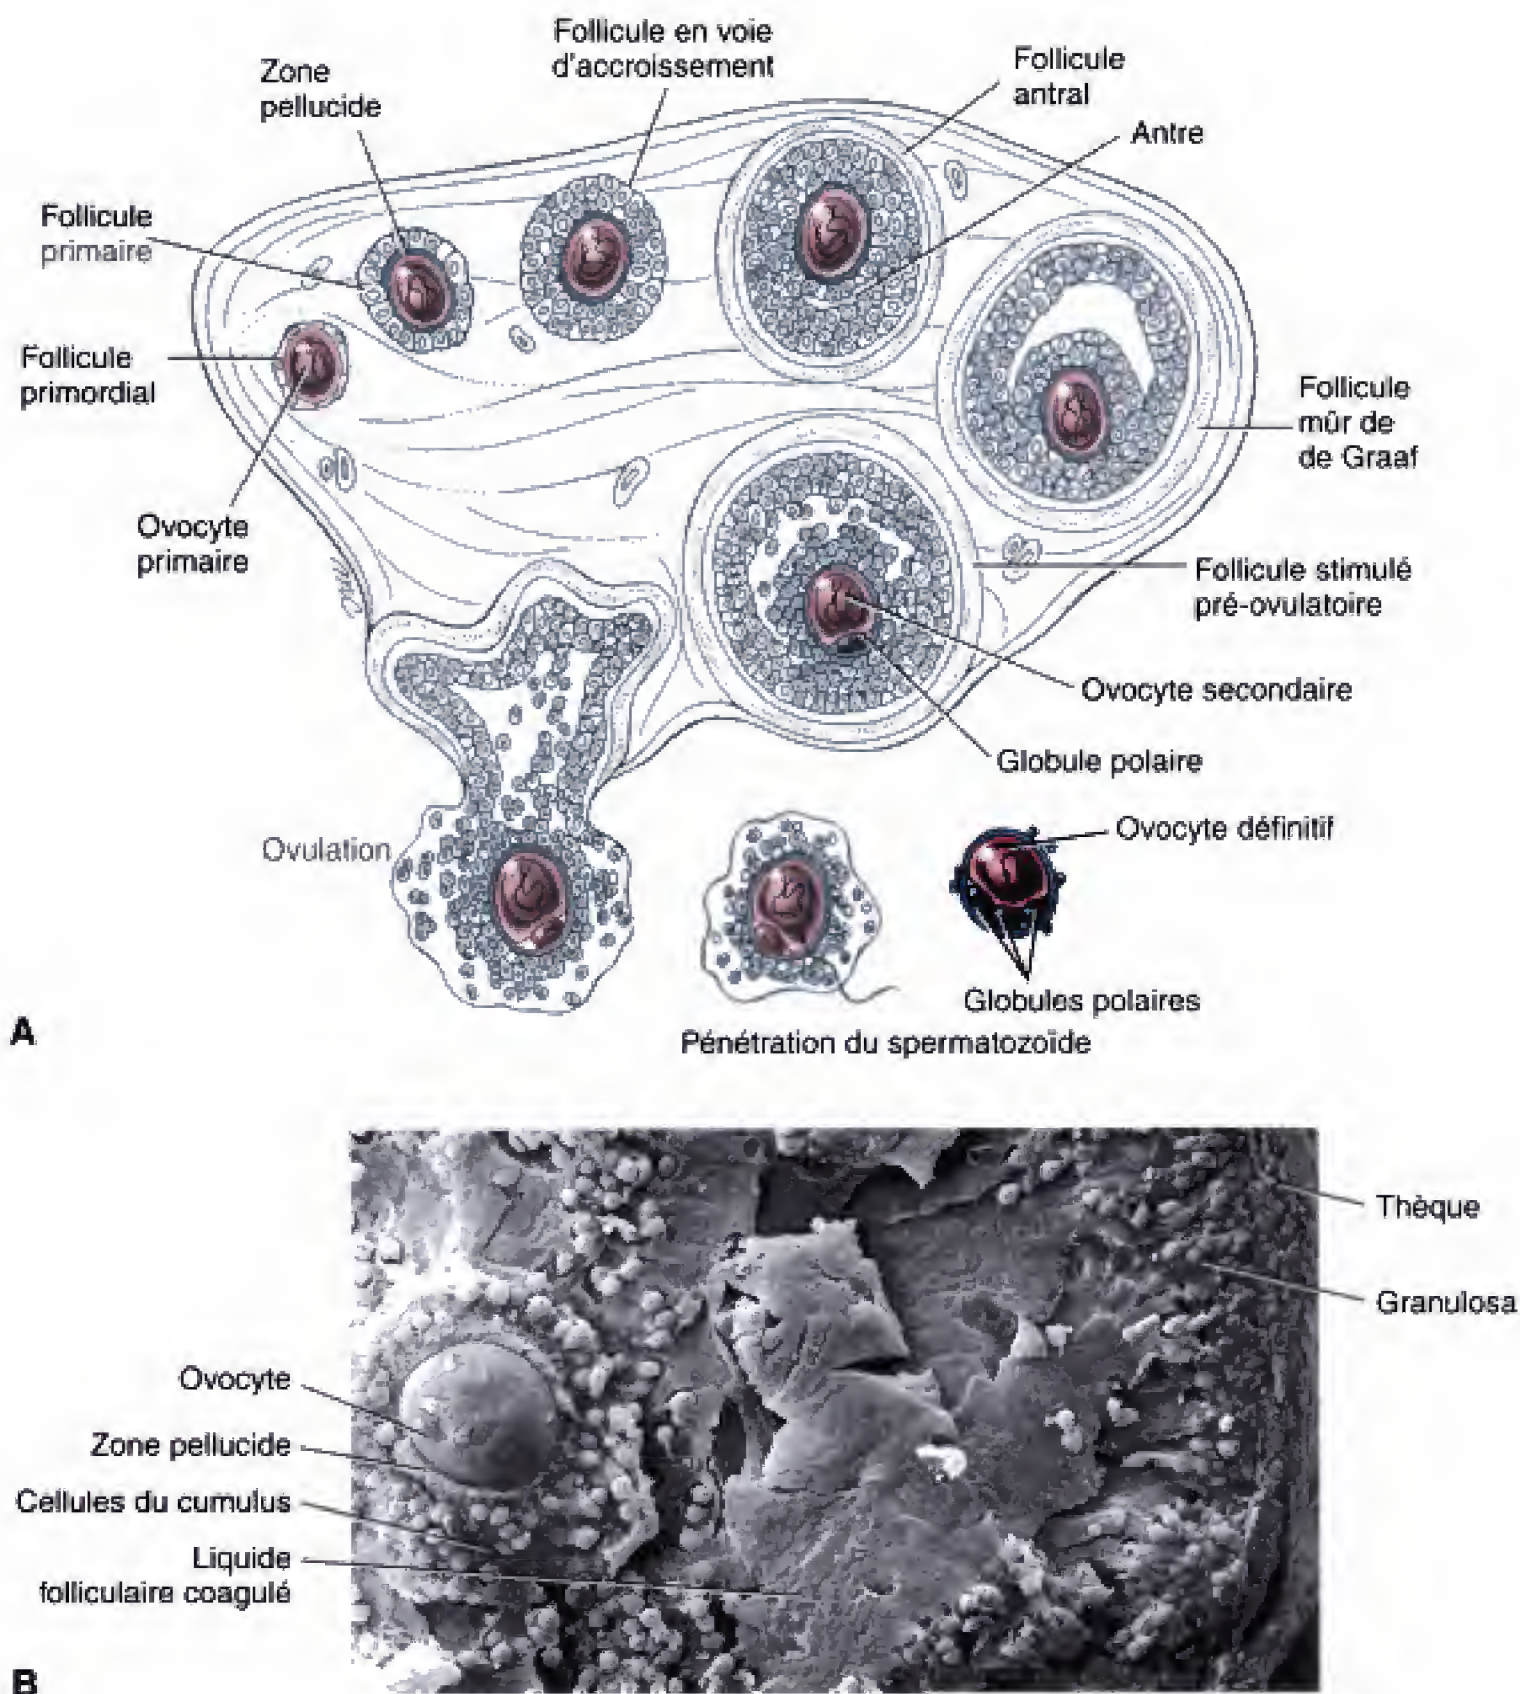 Follicule en voie
d'accroissement
Zone
pellucide
Follicule
antral
Antre
Follicule
primaire
Follicule
primordial
Follicule
mûr de
de Graaf
Ovocyte
primaire
Follicule stimulé
pré-ovulatoire
Ovocyte secondaire
Globule polaire
Ovulation
Ovocyte définitif
Globules polaires
A
Pénétration du spermatozoïde
Thèque
Granulosa
Ovocyte
Zone pellucide
Cellules du cumulus
Liquide
folliculaire coagulé
B